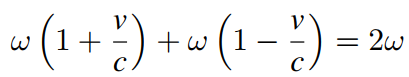 ω(1 + v/c) + ω(1 − v/c) = 2ω